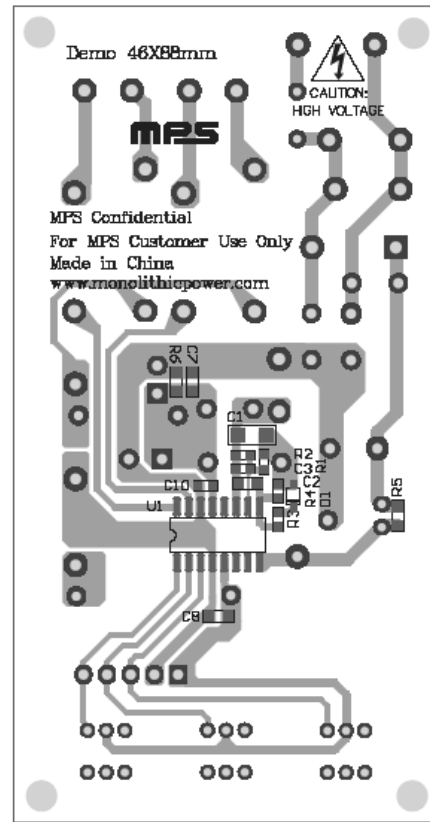 Demo 46X88mm
CAUTION:
HIGH VOLTAGE
mps
MPS Confidential
For MPS Customer Use Only
Made in China
www.monolithicpower.com
R6
C7
C1
R2
C3
R1
C10
C2
R4
D1
R5
U1
R3
C8